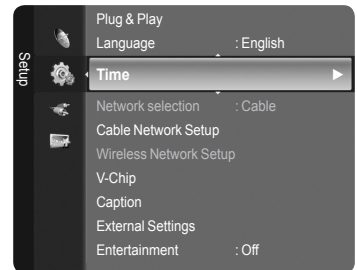 Setup
Plug & Play
Language : English
Time
Network selection : Cable
Cable Network Setup
Wireless Network Setup
V-Chip
Caption
External Settings
Entertainment : Off